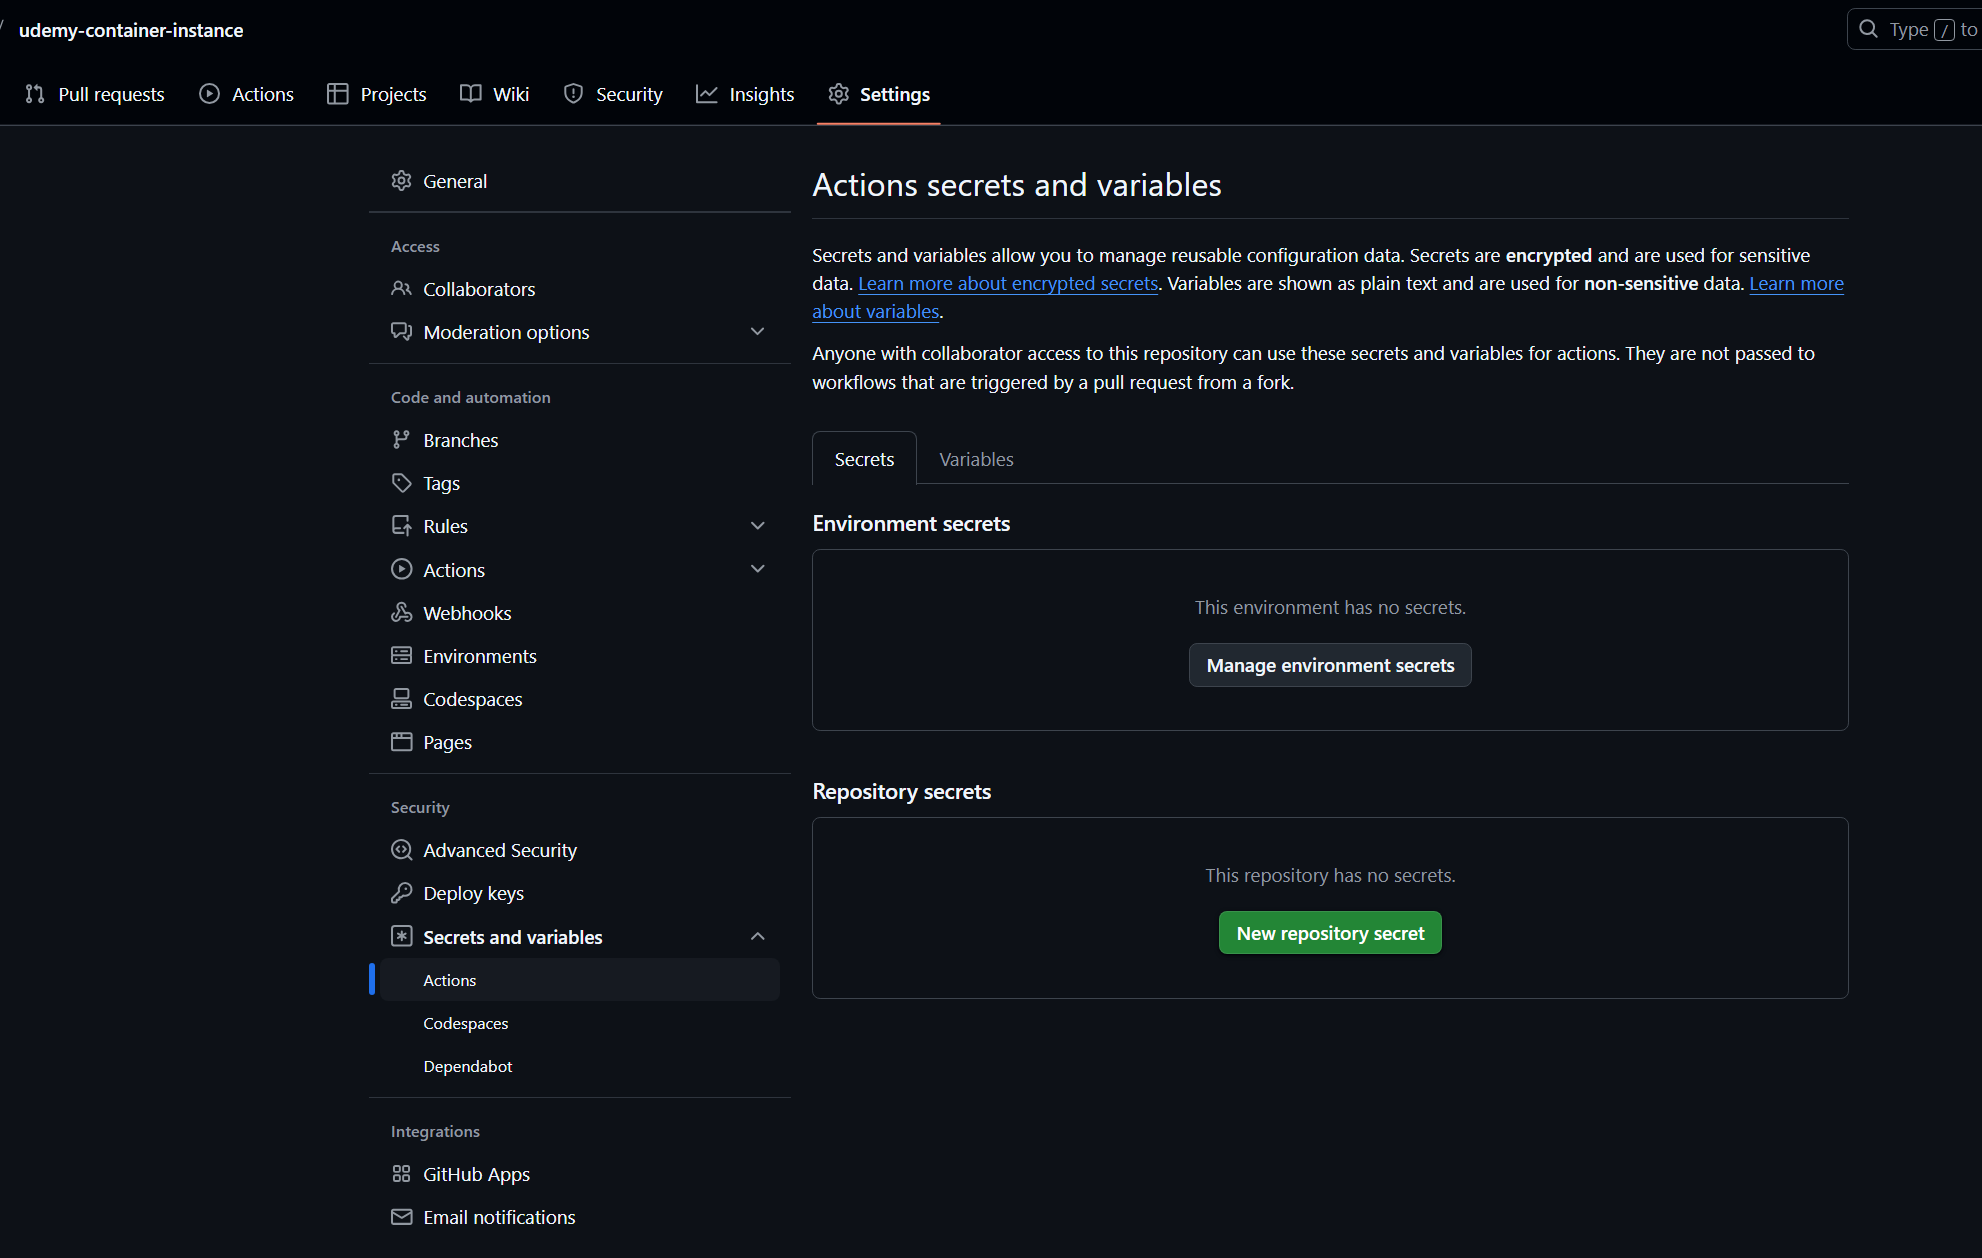 / udemy-container-instance
Type / to
Pull requests Actions Projects Wiki Security Insights Settings
General
Access
Collaborators
Moderation options
Code and automation
Branches
Tags
Rules
Actions
Webhooks
Environments
Codespaces
Pages
Security
Advanced Security
Deploy keys
Secrets and variables
Actions
Codespaces
Dependabot
Integrations
GitHub Apps
Email notifications
Actions secrets and variables
Secrets and variables allow you to manage reusable configuration data. Secrets are encrypted and are used for sensitive
data. Learn more about encrypted secrets. Variables are shown as plain text and are used for non-sensitive data. Learn more
about variables.
Anyone with collaborator access to this repository can use these secrets and variables for actions. They are not passed to
workflows that are triggered by a pull request from a fork.
Secrets Variables
Environment secrets
This environment has no secrets.
Manage environment secrets
Repository secrets
This repository has no secrets.
New repository secret